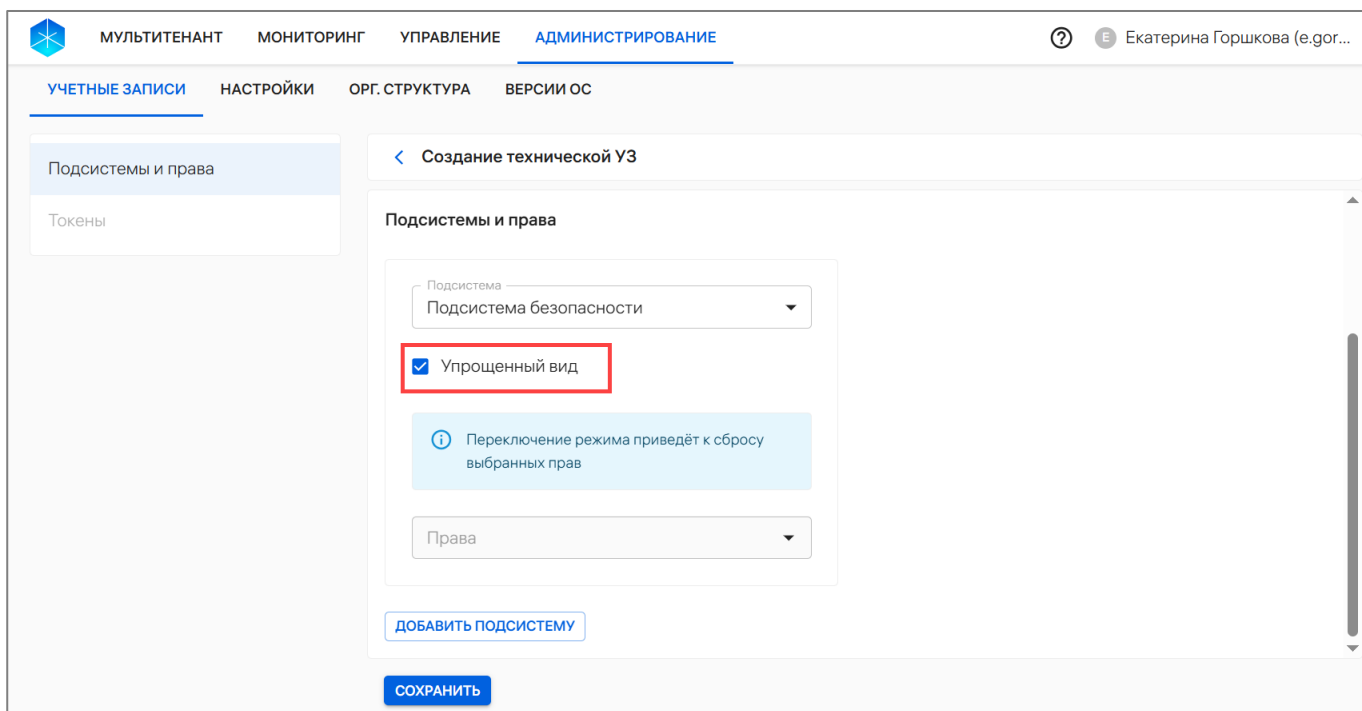 МУЛЬТИТЕНАНТ МОНИТОРИНГ УПРАВЛЕНИЕ АДМИНИСТРИРОВАНИЕ E Екатерина Горшкова (e.gor...
УЧЕТНЫЕ ЗАПИСИ НАСТРОЙКИ ОРГ. СТРУКТУРА ВЕРСИИ ОС
Подсистемы и права
Токены
Создание технической УЗ
Подсистемы и права
Подсистема
Подсистема безопасности
Упрощенный вид
Переключение режима приведёт к сбросу
выбранных прав
Права
ДОБАВИТЬ ПОДСИСТЕМУ
СОХРАНИТЬ